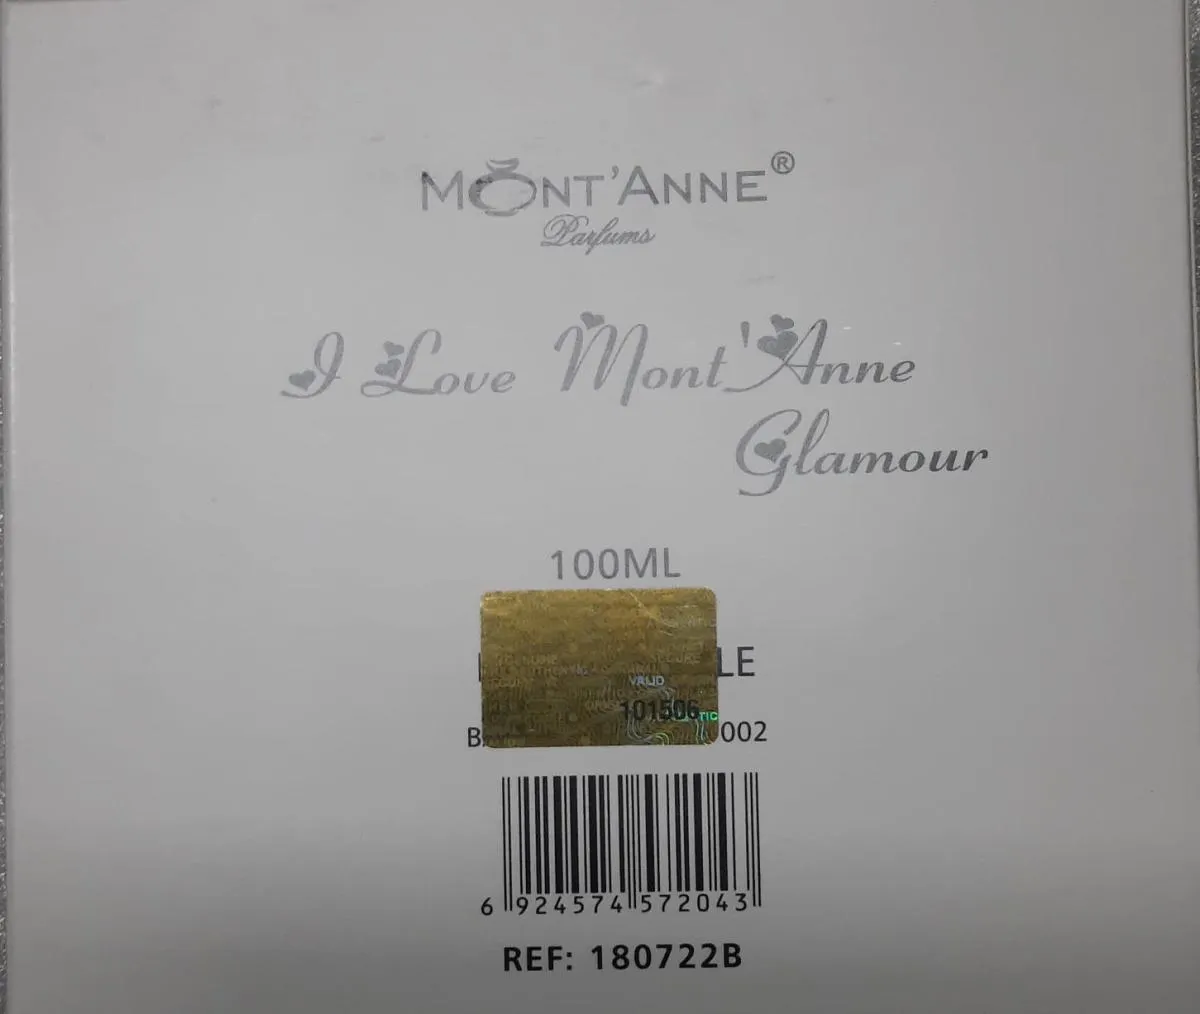 MONT'ANNE®
Parfums
I Love Mont'Anne
Glamour
100ML
LE
VALID
101506
002
6 924574 572043
REF: 180722B